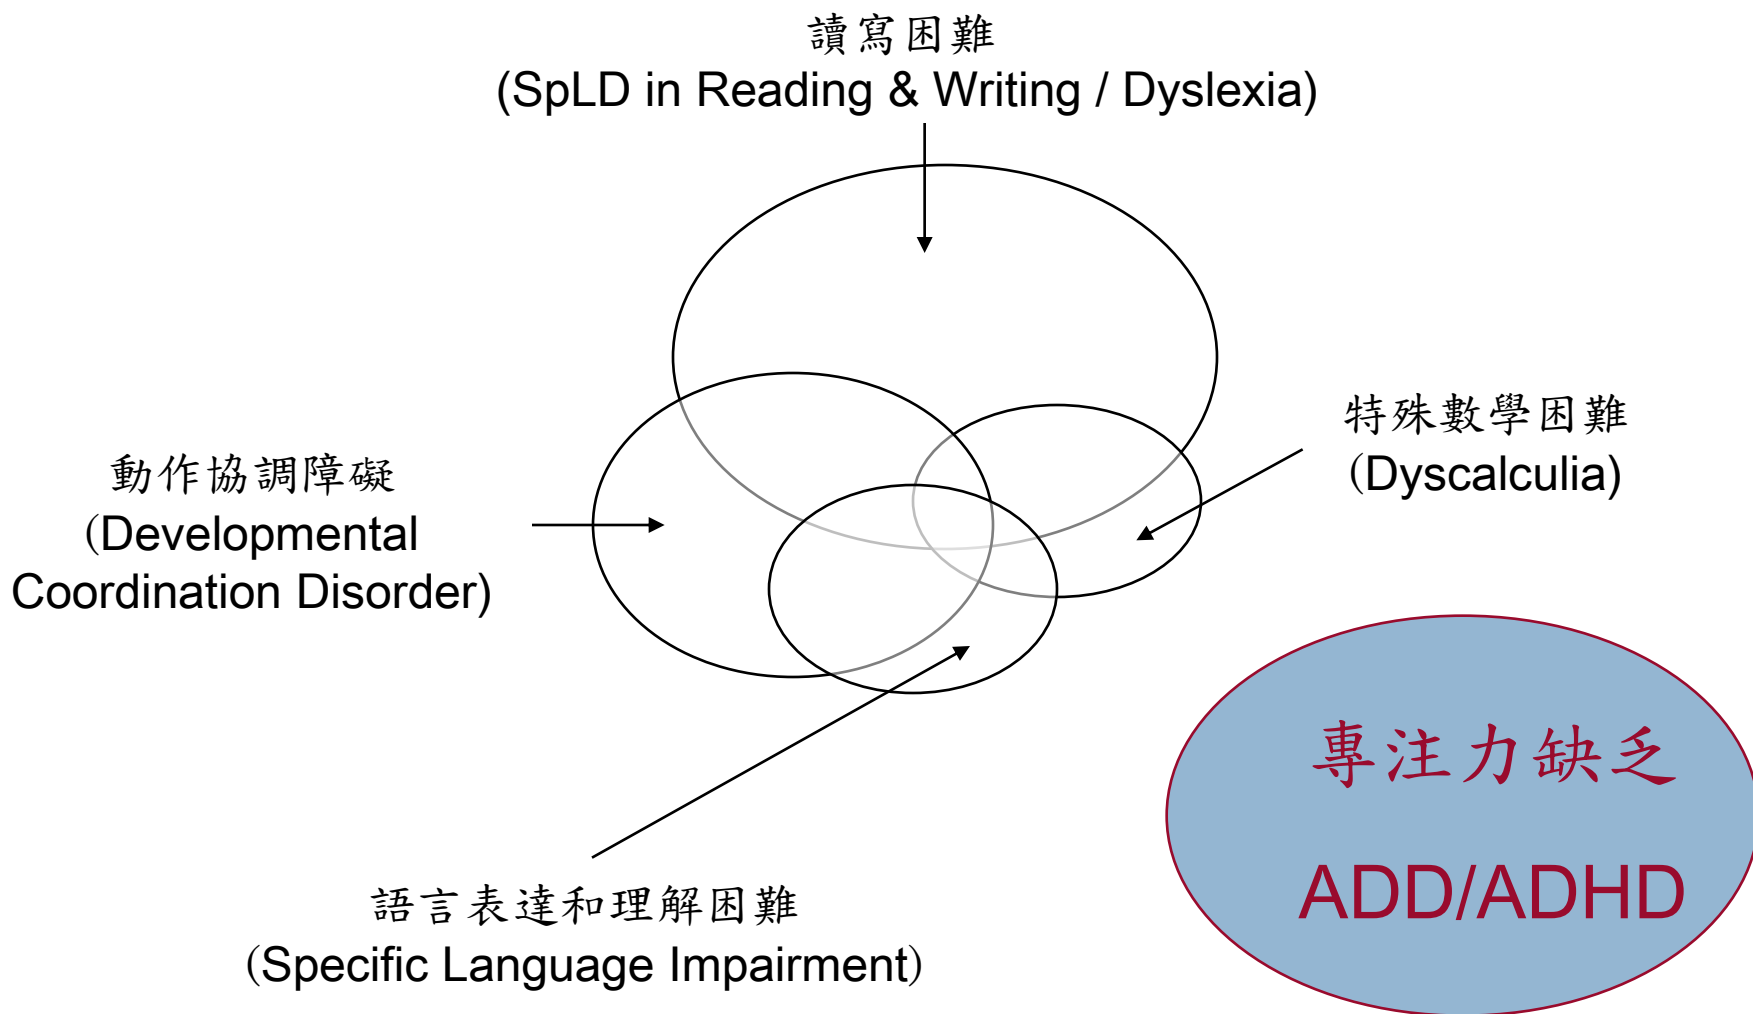 讀寫困難
(SpLD in Reading & Writing / Dyslexia)
特殊數學困難
(Dyscalculia)
動作協調障礙
(Developmental
Coordination Disorder)
專注力缺乏
ADD/ADHD
語言表達和理解困難
(Specific Language Impairment)